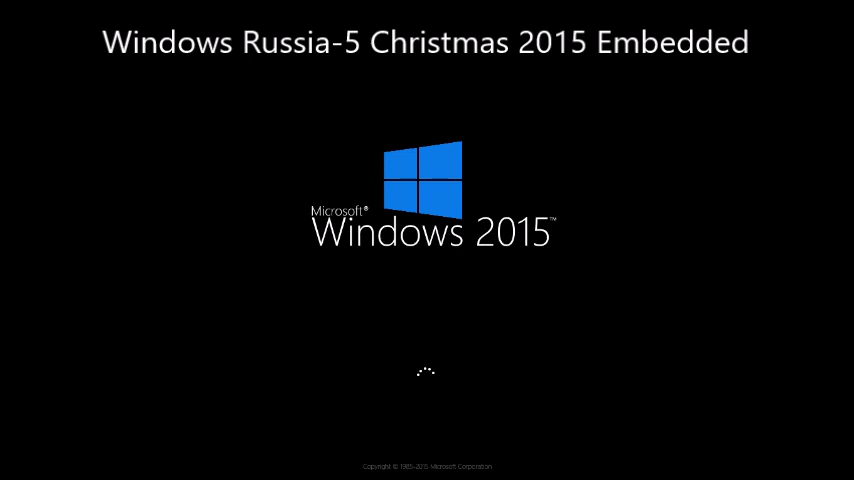 Windows Russia-5 Christmas 2015 Embedded
Microsoft®
Windows 2015™
Copyright © 1985-2015 Microsoft Corporation